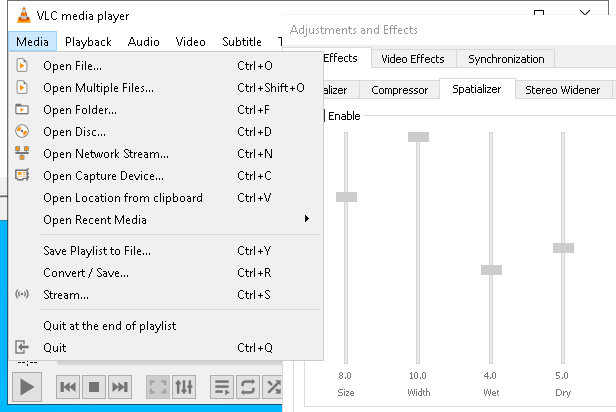 VLC media player
Adjustments and Effects
Media Playback Audio Video Subtitle T
Effects Video Effects Synchronization
alizer Compressor Spatializer Stereo Widener
Enable
Open File... Ctrl+O
Open Multiple Files... Ctrl+Shift+O
Open Folder... Ctrl+F
Open Disc... Ctrl+D
Open Network Stream... Ctrl+N
Open Capture Device... Ctrl+C
Open Location from clipboard Ctrl+V
Open Recent Media
Save Playlist to File... Ctrl+Y
Convert / Save... Ctrl+R
Stream... Ctrl+S
Quit at the end of playlist
Quit Ctrl+Q
--:--
8.0 10.0 4.0 5.0
Size Width Wet Dry